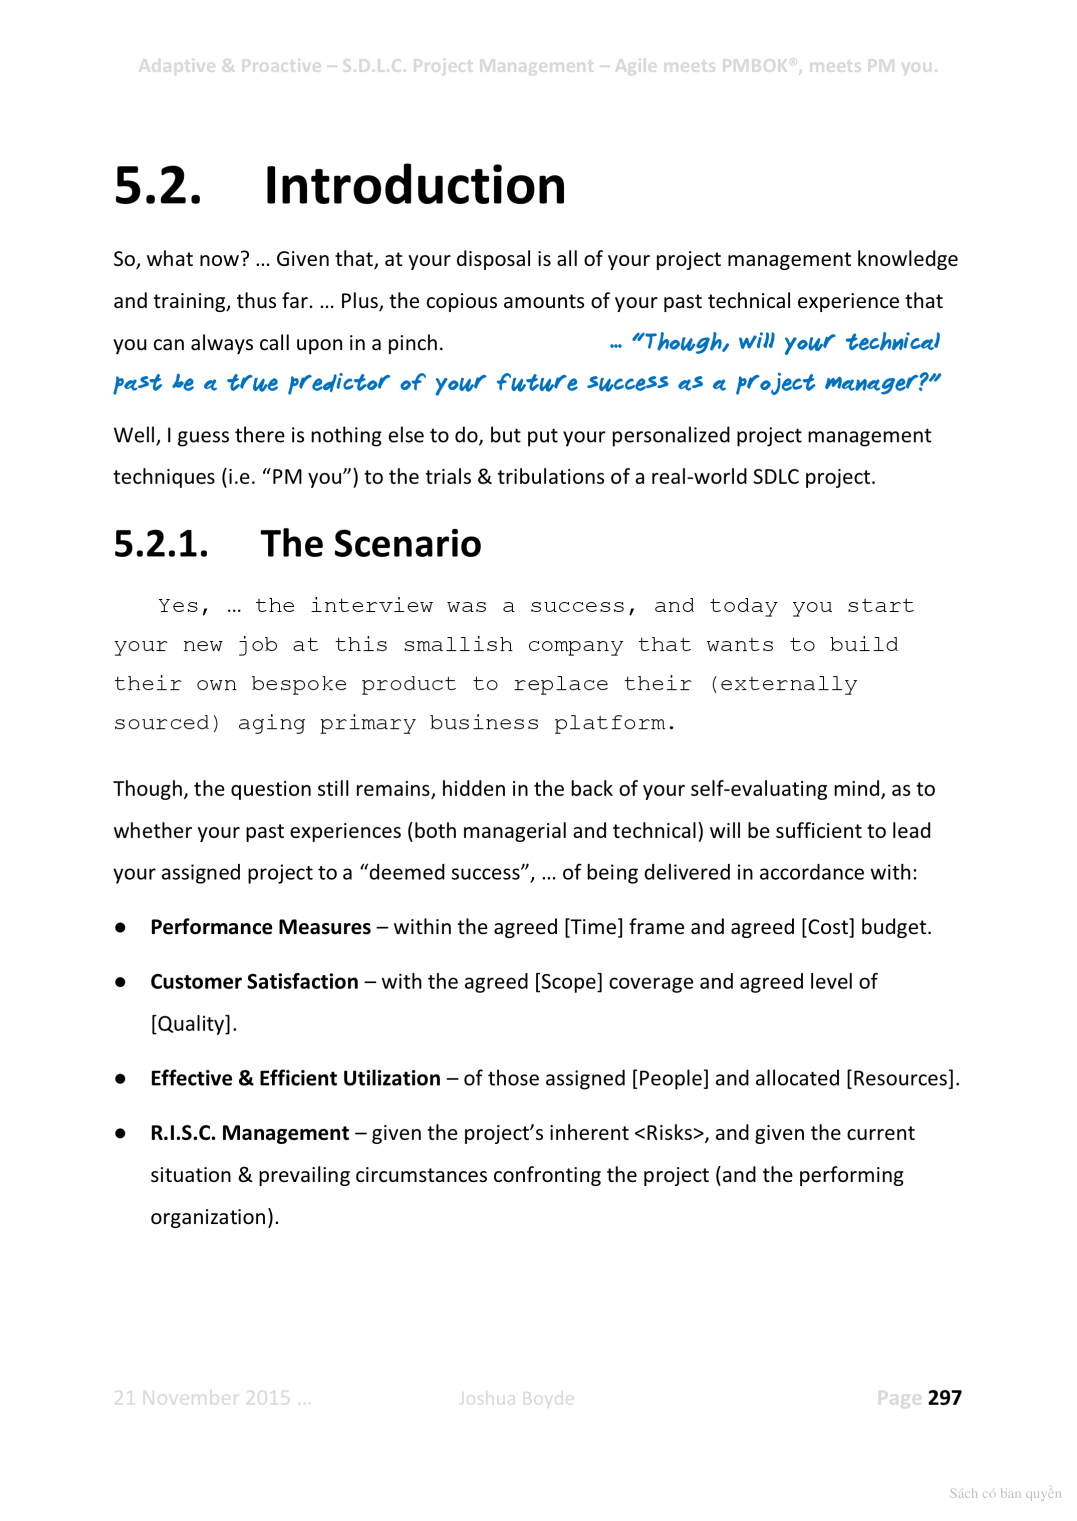 Adaptive & Proactive – S.D.L.C. Project Management – Agile meets PMBOK®, meets PM you.
5.2. Introduction
So, what now? … Given that, at your disposal is all of your project management knowledge
and training, thus far. … Plus, the copious amounts of your past technical experience that
you can always call upon in a pinch. … “Though, will your technical
past be a true predictor of your future success as a project manager?”
Well, I guess there is nothing else to do, but put your personalized project management
techniques (i.e. “PM you”) to the trials & tribulations of a real-world SDLC project.
5.2.1. The Scenario
Yes, … the interview was a success, and today you start
your new job at this smallish company that wants to build
their own bespoke product to replace their (externally
sourced) aging primary business platform.
Though, the question still remains, hidden in the back of your self-evaluating mind, as to
whether your past experiences (both managerial and technical) will be sufficient to lead
your assigned project to a “deemed success”, … of being delivered in accordance with:
● Performance Measures – within the agreed [Time] frame and agreed [Cost] budget.
● Customer Satisfaction – with the agreed [Scope] coverage and agreed level of
[Quality].
● Effective & Efficient Utilization – of those assigned [People] and allocated [Resources].
● R.I.S.C. Management – given the project’s inherent <Risks>, and given the current
situation & prevailing circumstances confronting the project (and the performing
organization).
21 November 2015 … Joshua Boyde Page 297
Sách có bản quyền